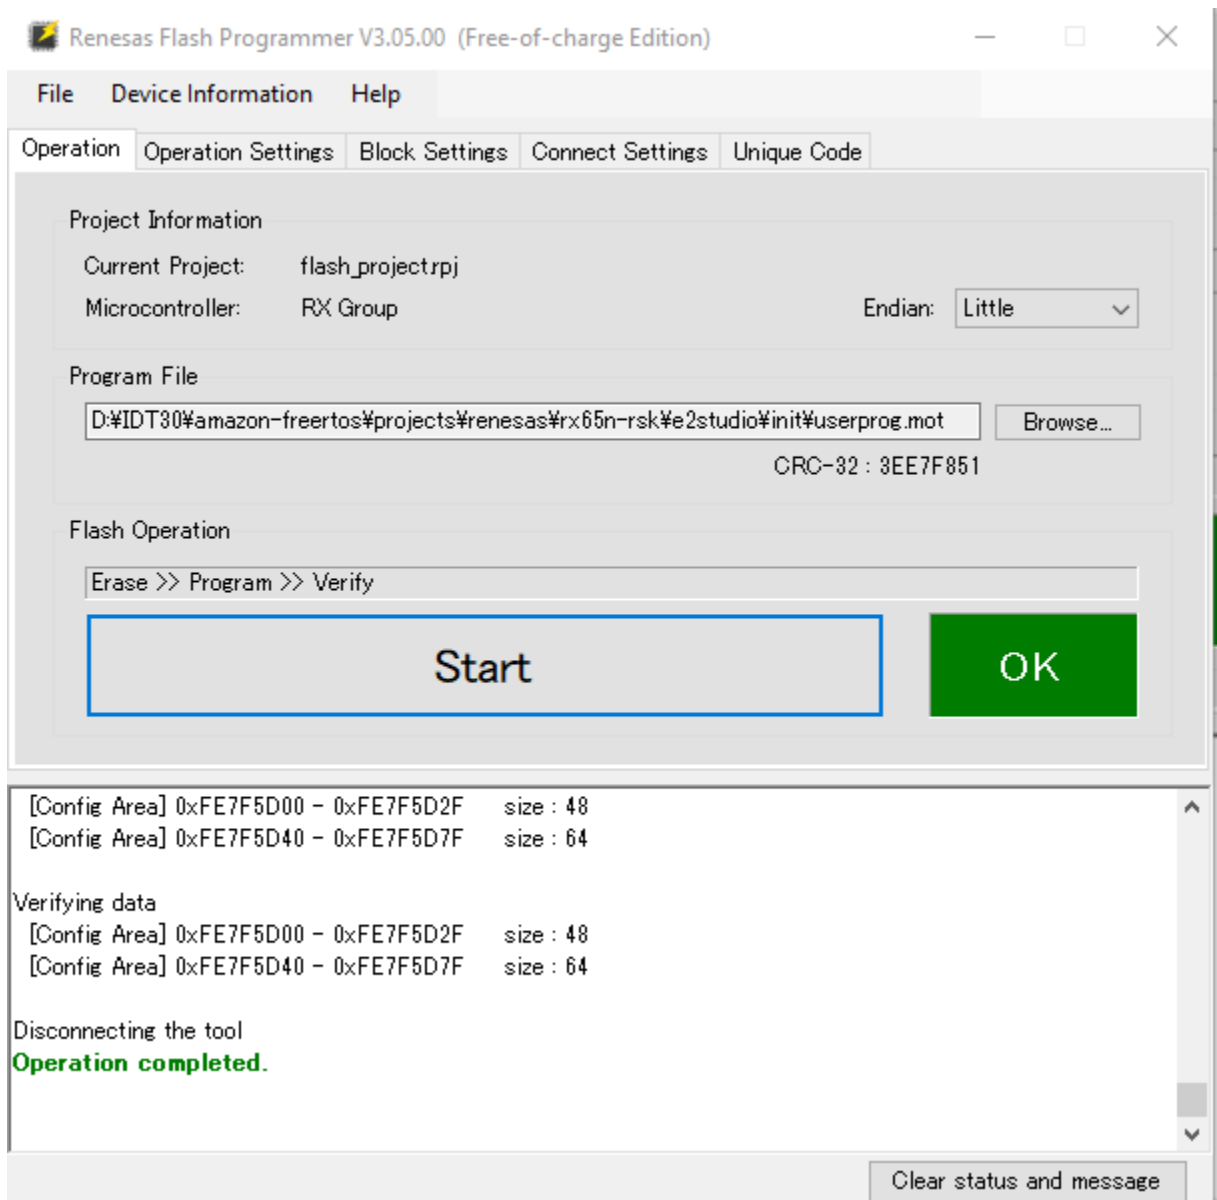 Renesas Flash Programmer V3.05.00 (Free-of-charge Edition)
File Device Information Help
Operation Operation Settings Block Settings Connect Settings Unique Code
Project Information
Current Project: flash_project.rpj
Microcontroller: RX Group Endian: Little
Program File
D:¥IDT30¥amazon-freertos¥projects¥renesas¥rx65n-rsk¥e2studio¥init¥userprog.mot Browse...
CRC-32 : 3EE7F851
Flash Operation
Erase >> Program >> Verify
Start OK
[Config Area] 0xFE7F5D00 - 0xFE7F5D2F size : 48
[Config Area] 0xFE7F5D40 - 0xFE7F5D7F size : 64
Verifying data
[Config Area] 0xFE7F5D00 - 0xFE7F5D2F size : 48
[Config Area] 0xFE7F5D40 - 0xFE7F5D7F size : 64
Disconnecting the tool
Operation completed.
Clear status and message